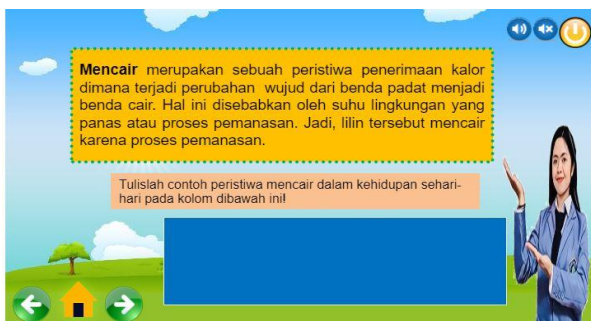 Mencair merupakan sebuah peristiwa penerimaan kalor
dimana terjadi perubahan wujud dari benda padat menjadi
benda cair. Hal ini disebabkan oleh suhu lingkungan yang
panas atau proses pemanasan. Jadi, lilin tersebut mencair
karena proses pemanasan.
Tulislah contoh peristiwa mencair dalam kehidupan sehari-
hari pada kolom dibawah ini!